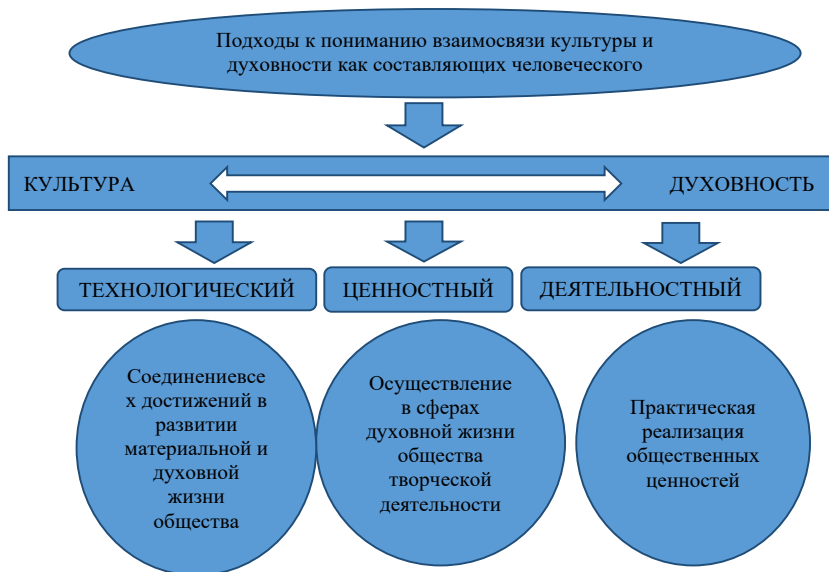 Подходы к пониманию взаимосвязи культуры и
духовности как составляющих человеческого
КУЛЬТУРА
ДУХОВНОСТЬ
ТЕХНОЛОГИЧЕСКИЙ
ЦЕННОСТНЫЙ
ДЕЯТЕЛЬНОСТНЫЙ
Соединениевсе
х достижений в
развитии
материальной и
духовной
жизни
общества
Осуществление
в сферах
духовной жизни
общества
творческой
деятельности
Практическая
реализация
общественных
ценностей